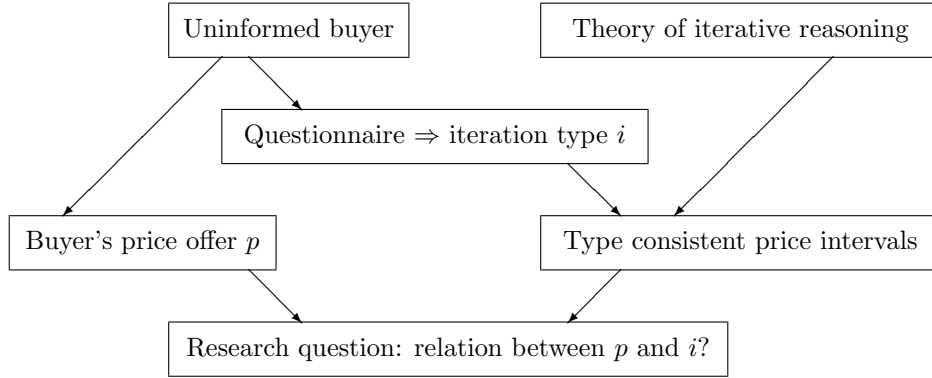 Uninformed buyer
Theory of iterative reasoning
Questionnaire ⇒ iteration type i
Buyer's price offer p
Type consistent price intervals
Research question: relation between p and i?